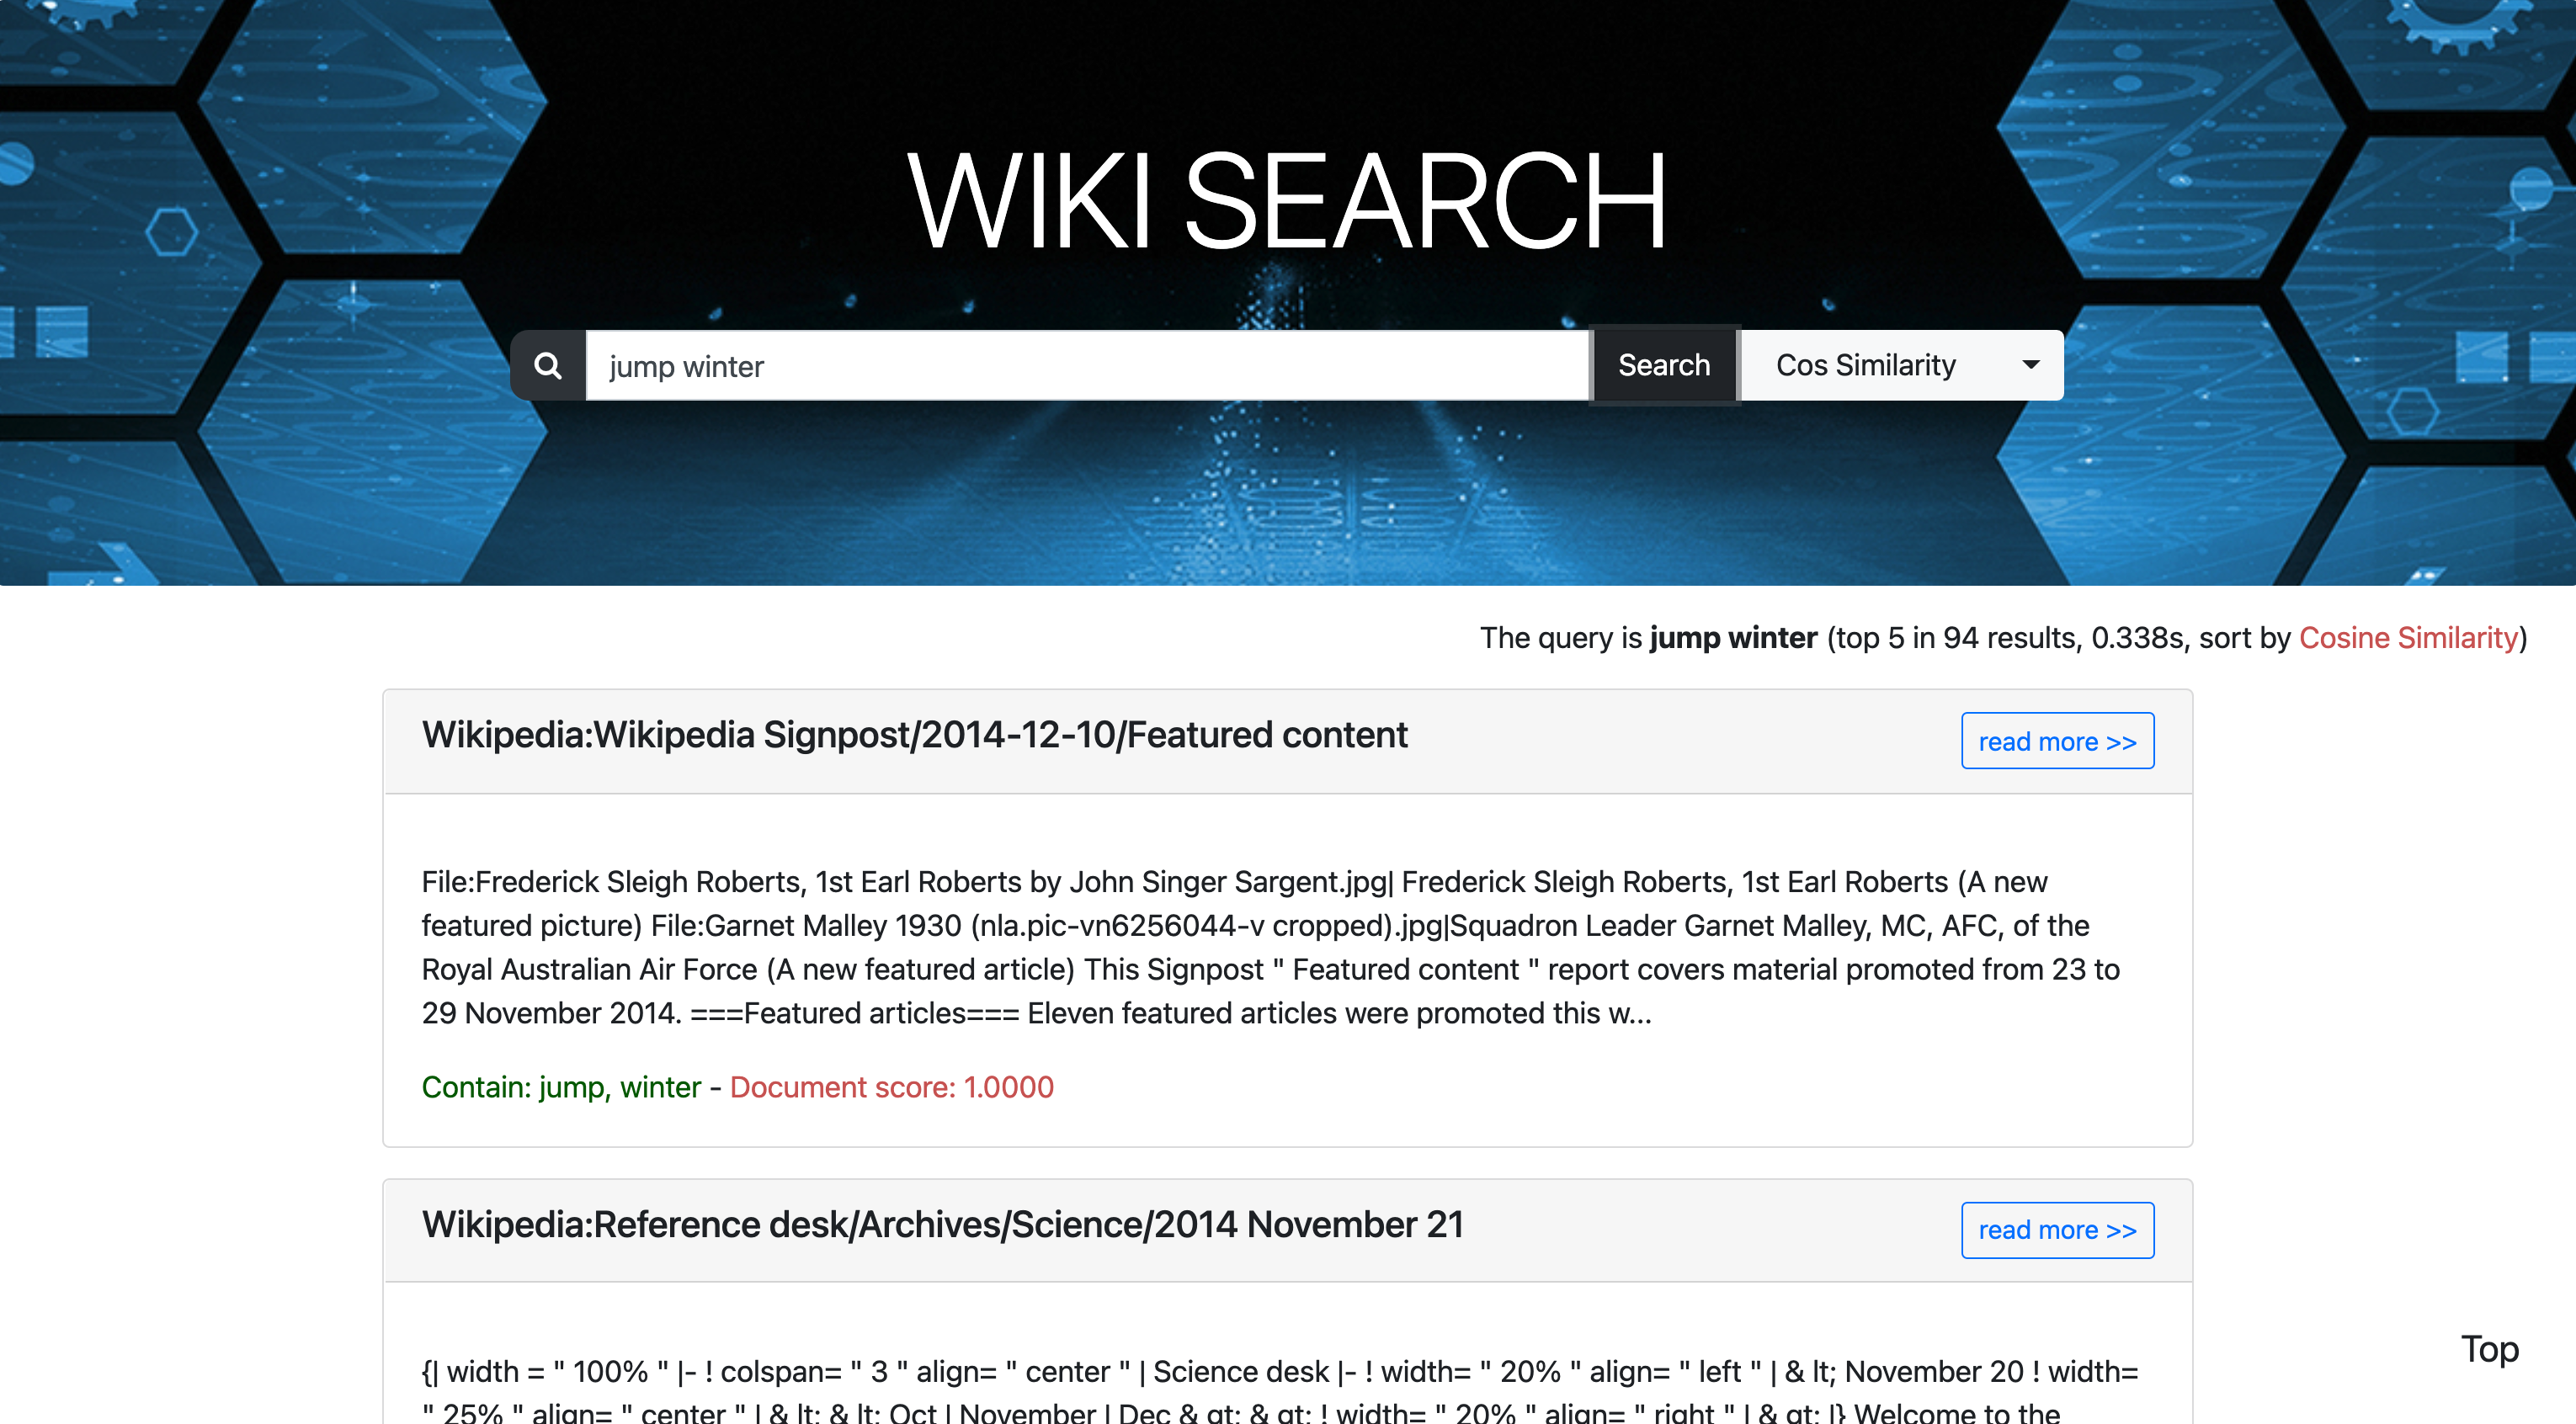 WIKI SEARCH
jump winter
Search
Cos Similarity
The query is jump winter (top 5 in 94 results, 0.338s, sort by Cosine Similarity)
Wikipedia:Wikipedia Signpost/2014-12-10/Featured content
read more >>
File:Frederick Sleigh Roberts, 1st Earl Roberts by John Singer Sargent.jpg| Frederick Sleigh Roberts, 1st Earl Roberts (A new
featured picture) File:Garnet Malley 1930 (nla.pic-vn6256044-v cropped).jpg|Squadron Leader Garnet Malley, MC, AFC, of the
Royal Australian Air Force (A new featured article) This Signpost " Featured content " report covers material promoted from 23 to
29 November 2014. ===Featured articles=== Eleven featured articles were promoted this w...
Contain: jump, winter - Document score: 1.0000
Wikipedia:Reference desk/Archives/Science/2014 November 21
read more >>
{| width = " 100% " |- ! colspan= " 3 " align= " center " | Science desk |- ! width= " 20% " align= " left " | & lt; November 20 ! width=
" 25% " align= " center " | & lt; & lt; Oct | November | Dec & gt; & gt; ! width= " 20% " align= " right " | & gt; |} Welcome to the
Top